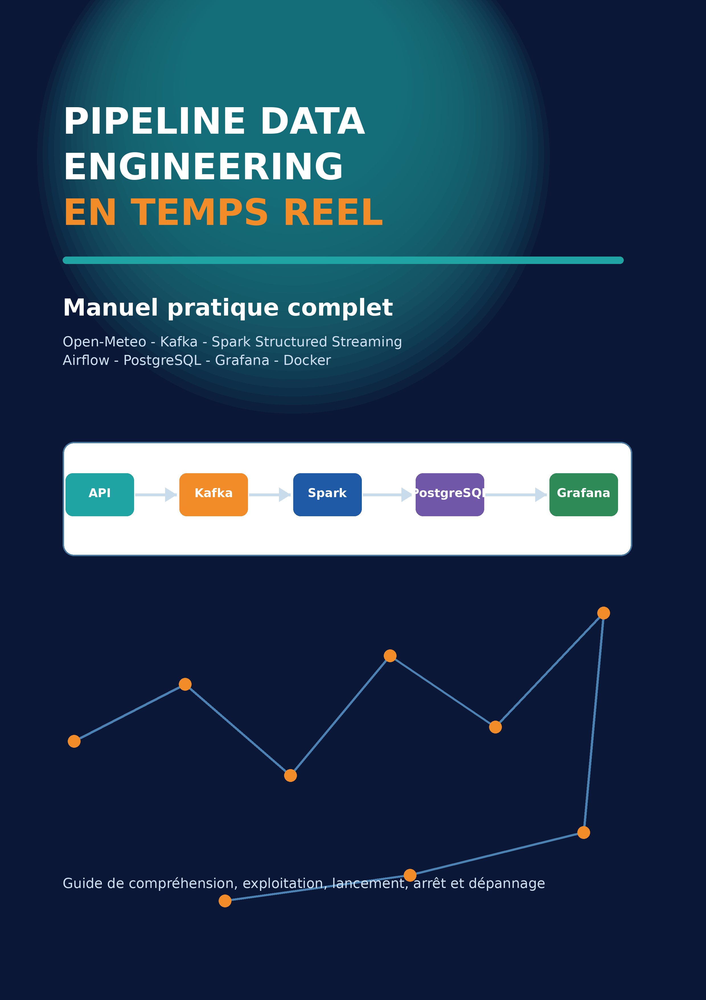 PIPELINE DATA
ENGINEERING
EN TEMPS REEL
Manuel pratique complet
Open-Meteo - Kafka - Spark Structured Streaming
Airflow - PostgreSQL - Grafana - Docker
API
Kafka
Spark
PostgreSQL
Grafana
Guide de compréhension, exploitation, lancement, arrêt et dépannage